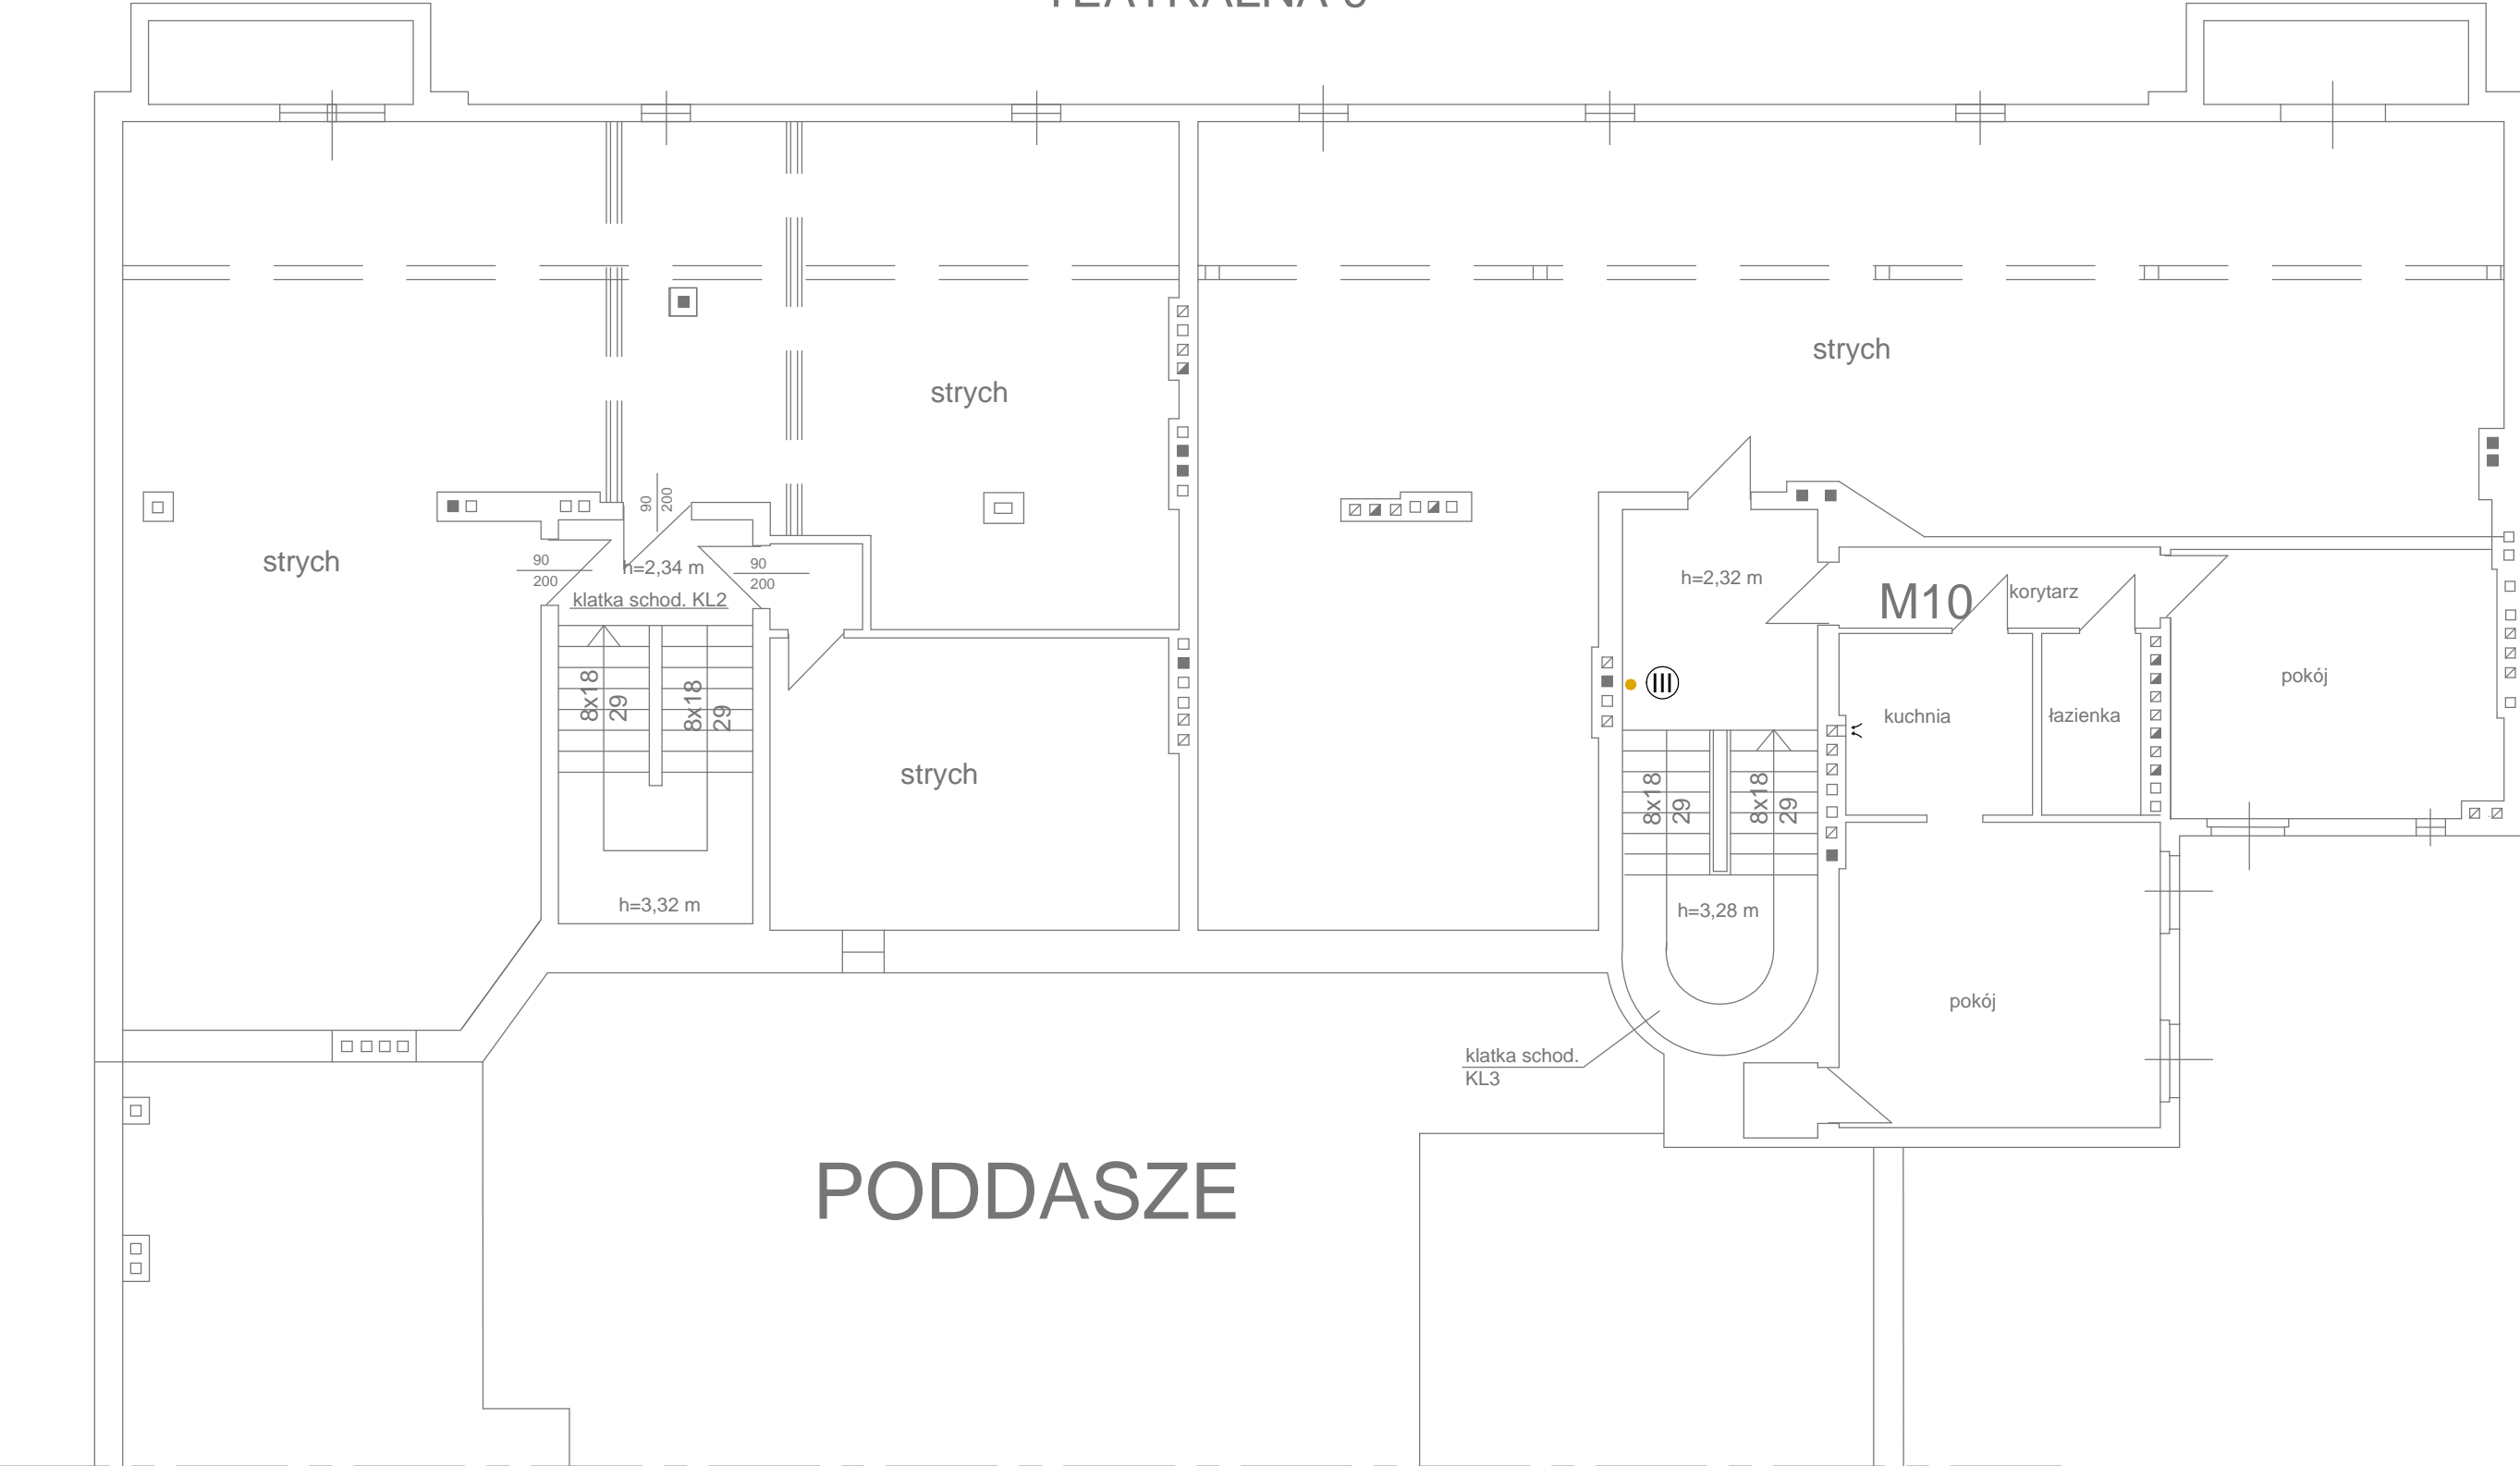 strych
strych
90
200
strych
90
200
h=2,34 m
90
200
h=2,32 m
klatka schod. KL2
M10
korytarz
pokój
8x18
29
8x18
29
III
kuchnia
łazienka
strych
8x18
29
8x18
29
h=3,32 m
h=3,28 m
pokój
klatka schod.
KL3
PODDASZE